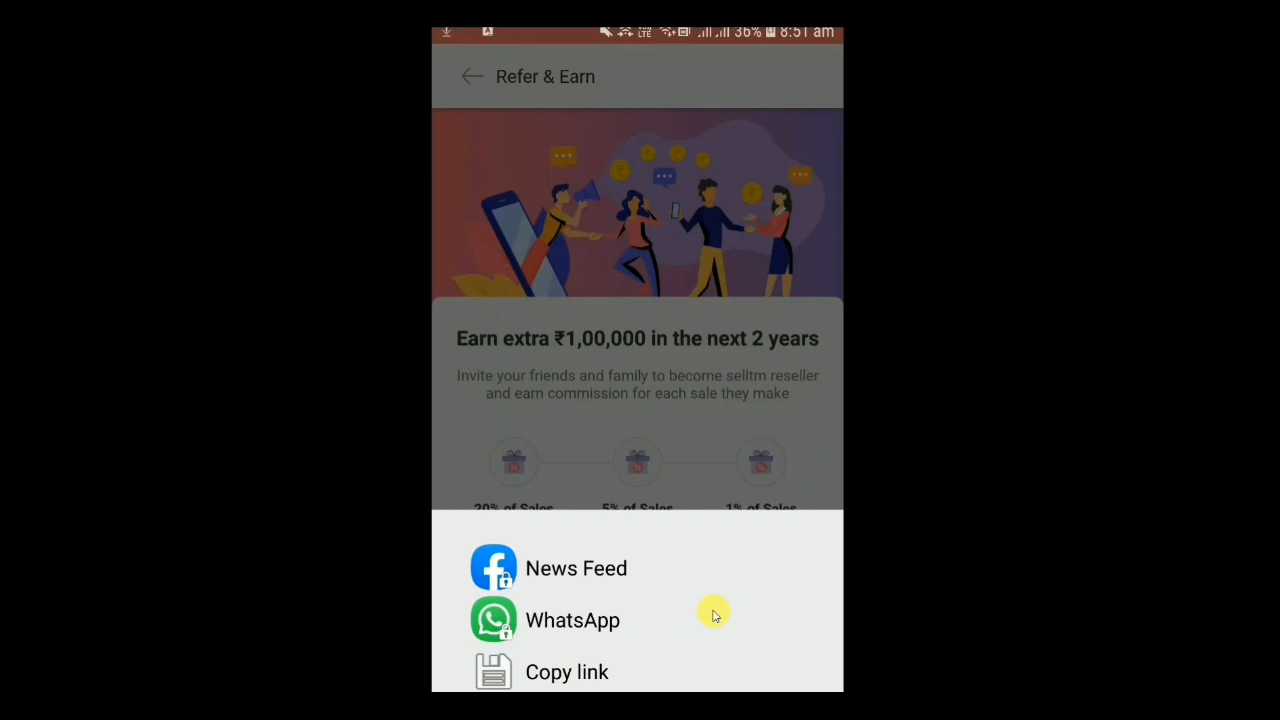 LTE 36% 8:51 am
Refer & Earn
Earn extra ₹1,00,000 in the next 2 years
Invite your friends and family to become selltm reseller
and earn commission for each sale they make
20% of Sales 5% of Sales 1% of Sales
News Feed
WhatsApp
Copy link